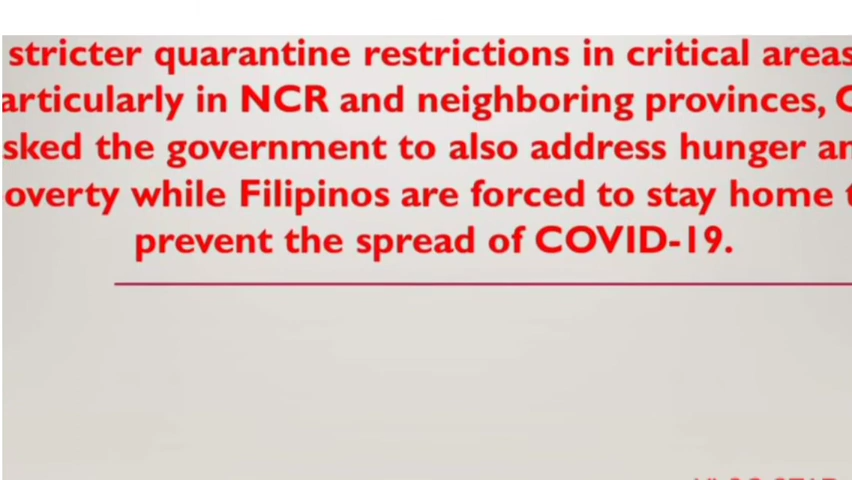 stricter quarantine restrictions in critical areas
articularly in NCR and neighboring provinces, C
sked the government to also address hunger an
overty while Filipinos are forced to stay home t
prevent the spread of COVID-19.